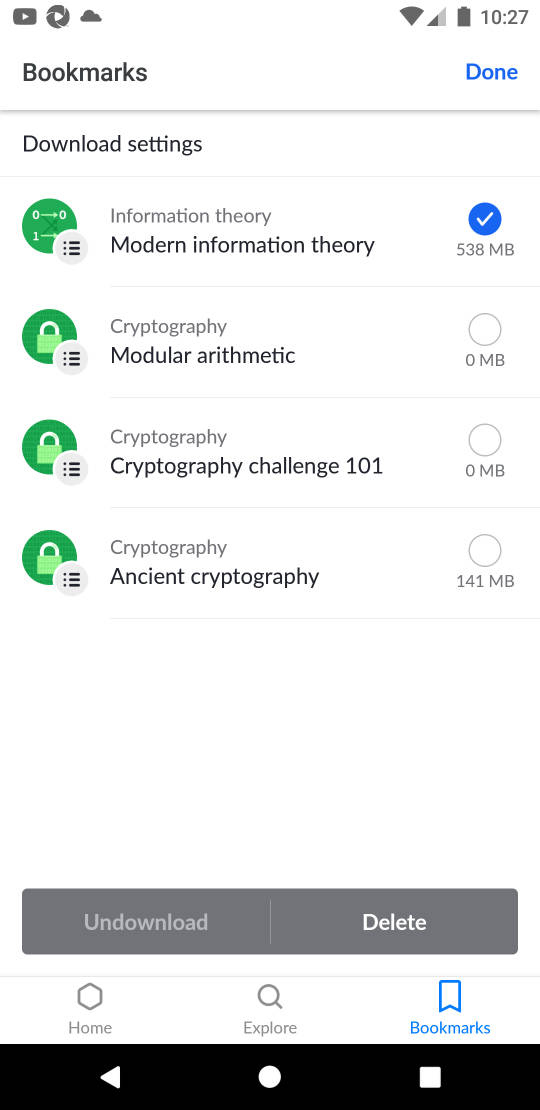 10:27
Bookmarks
Done
Download settings
0→0
1→
Information theory
Modern information theory
538 MB
Cryptography
Modular arithmetic
0 MB
Cryptography
Cryptography challenge 101
0 MB
Cryptography
Ancient cryptography
141 MB
Undownload
Delete
Home
Explore
Bookmarks